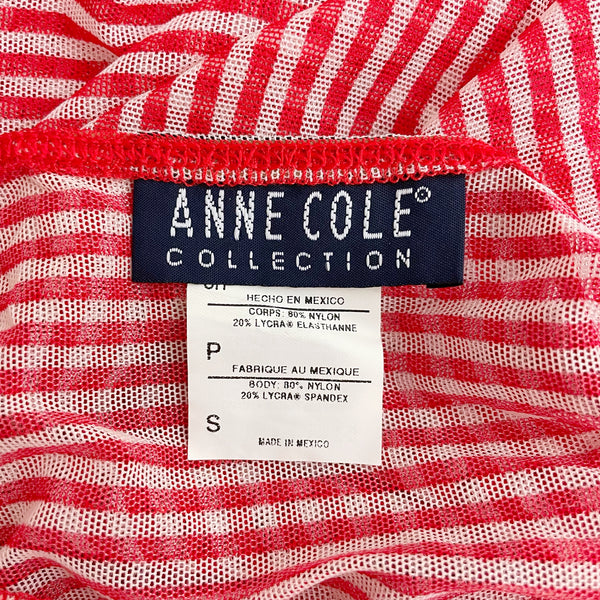 ANNE COLE®
COLLECTION
HECHO EN MEXICO
CORPS: 80% NYLON
20% LYCRA® ELASTHANNE
P
FABRIQUE AU MEXIQUE
BODY: 80% NYLON
20% LYCRA® SPANDEX
S
MADE IN MEXICO